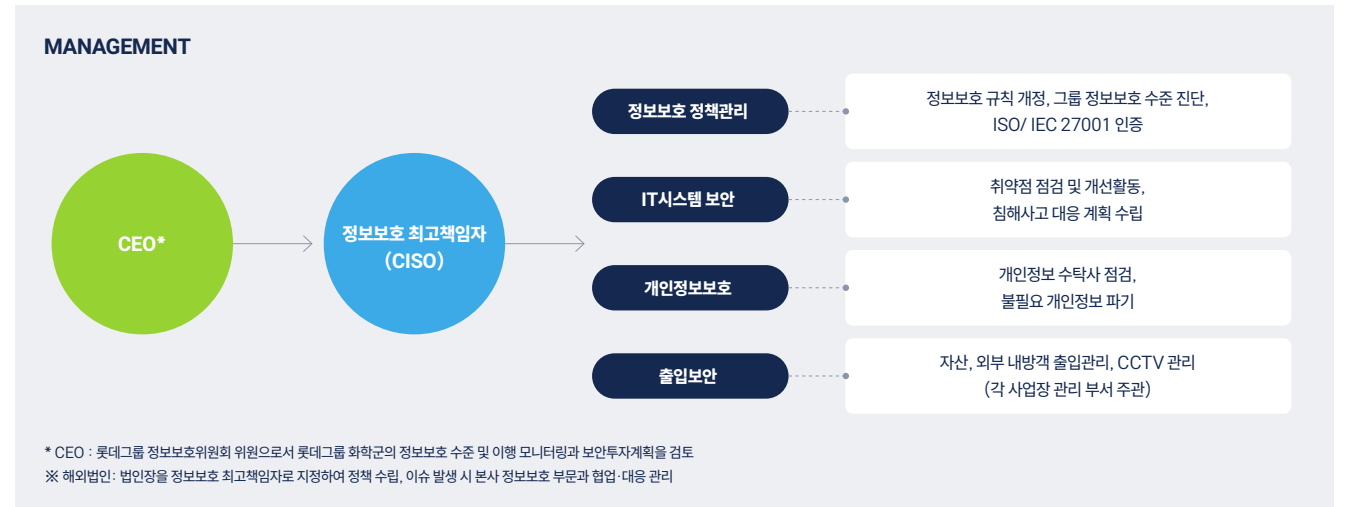 MANAGEMENT
CEO*
정보보호 최고책임자
(CISO)
정보보호 정책관리
정보보호 규칙 개정, 그룹 정보보호 수준 진단,
ISO/ IEC 27001 인증
IT시스템 보안
취약점 점검 및 개선활동,
침해사고 대응 계획 수립
개인정보보호
개인정보 수탁사 점검,
불필요 개인정보 파기
출입보안
자산, 외부 내방객 출입관리, CCTV 관리
(각 사업장 관리 부서 주관)
* CEO : 롯데그룹 정보보호위원회 위원으로서 롯데그룹 화학군의 정보보호 수준 및 이행 모니터링과 보안투자계획을 검토
※ 해외법인: 법인장을 정보보호 최고책임자로 지정하여 정책 수립, 이슈 발생 시 본사 정보보호 부문과 협업·대응 관리